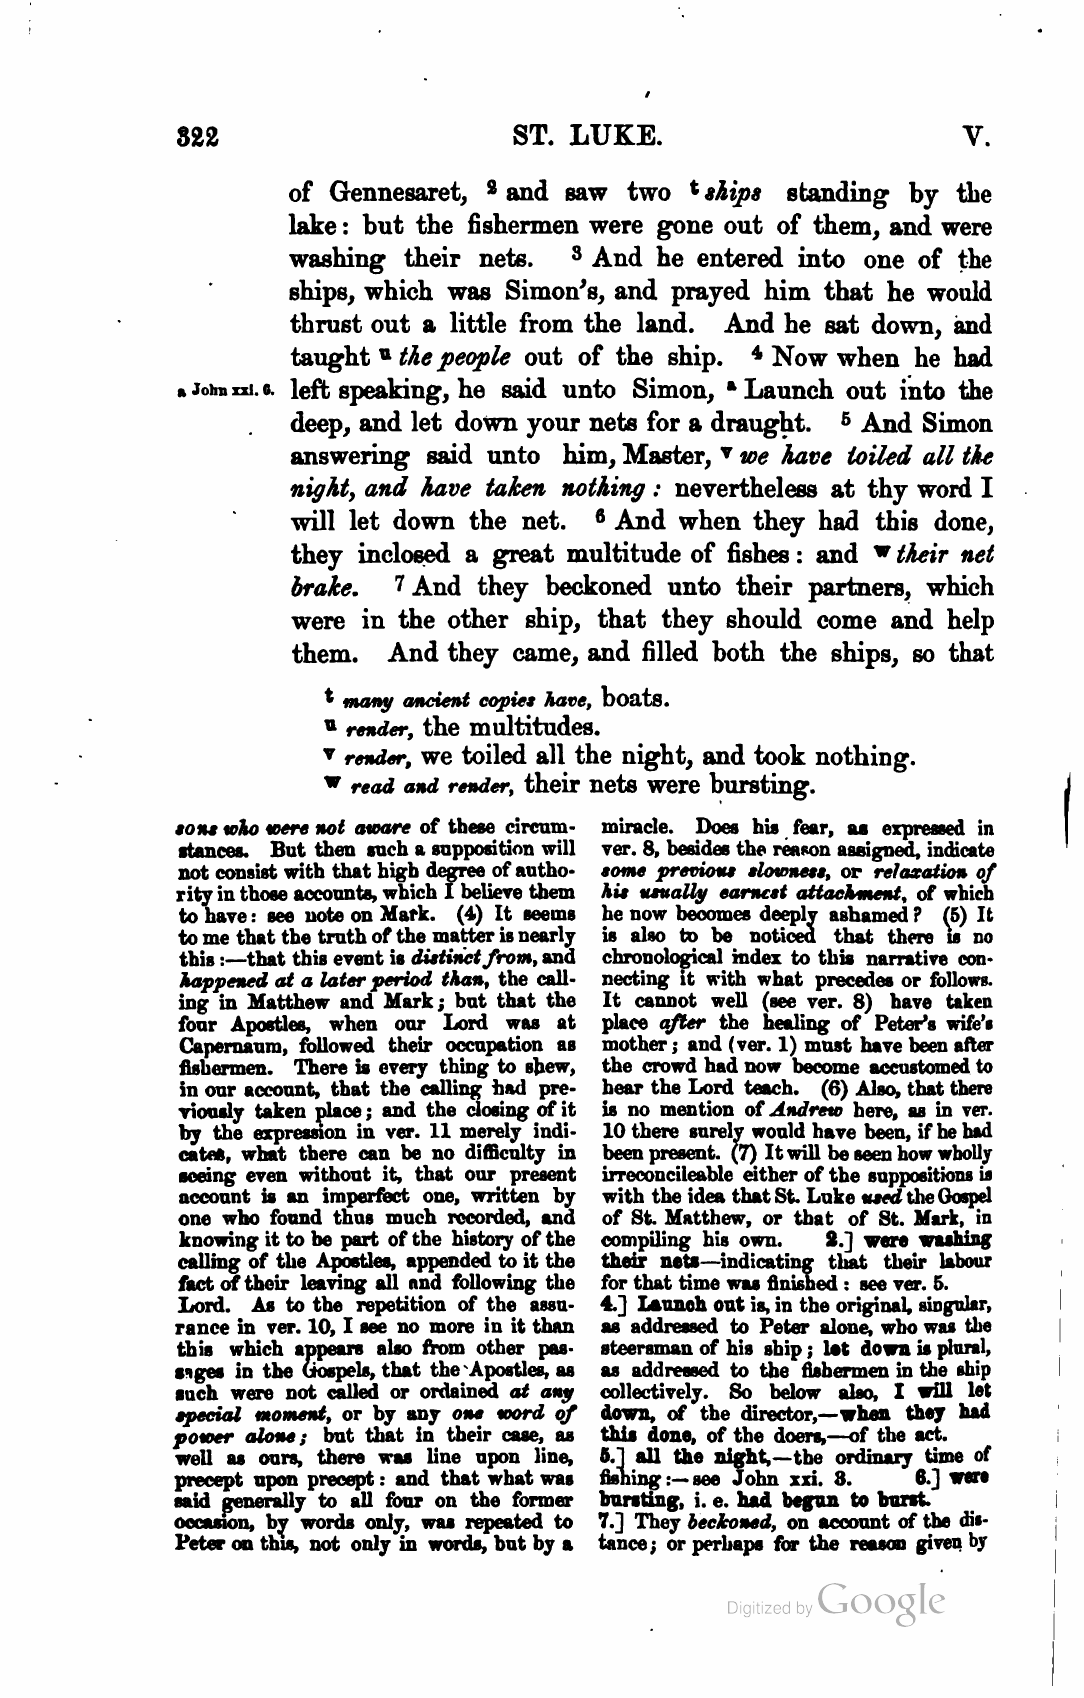 322 ST. LUKE. V.
of Gennesaret, 2 and saw two t ships standing by the
lake: but the fishermen were gone out of them, and were
washing their nets. 3 And he entered into one of the
ships, which was Simon's, and prayed him that he would
thrust out a little from the land. And he sat down, and
taught u the people out of the ship. 4 Now when he had
a John xxi. 6. left speaking, he said unto Simon, a Launch out into the
deep, and let down your nets for a draught. 5 And Simon
answering said unto him, Master, v we have toiled all the
night, and have taken nothing: nevertheless at thy word I
will let down the net. 6 And when they had this done,
they inclosed a great multitude of fishes: and w their net
brake. 7 And they beckoned unto their partners, which
were in the other ship, that they should come and help
them. And they came, and filled both the ships, so that
t many ancient copies have, boats.
u render, the multitudes.
v render, we toiled all the night, and took nothing.
w read and render, their nets were bursting.
sons who were not aware of these circum-
stances. But then such a supposition will
not consist with that high degree of autho-
rity in those accounts, which I believe them
to have: see note on Mark. (4) It seems
to me that the truth of the matter is nearly
this:—that this event is distinct from, and
happened at a later period than, the call-
ing in Matthew and Mark; but that the
four Apostles, when our Lord was at
Capernaum, followed their occupation as
fishermen. There is every thing to shew,
in our account, that the calling had pre-
viously taken place; and the closing of it
by the expression in ver. 11 merely indi-
cates, what there can be no difficulty in
seeing even without it, that our present
account is an imperfect one, written by
one who found thus much recorded, and
knowing it to be part of the history of the
calling of the Apostles, appended to it the
fact of their leaving all and following the
Lord. As to the repetition of the assu-
rance in ver. 10, I see no more in it than
this which appears also from other pas-
sages in the Gospels, that the Apostles, as
such were not called or ordained at any
special moment, or by any one word of
power alone; but that in their case, as
well as ours, there was line upon line,
precept upon precept: and that what was
said generally to all four on the former
occasion, by words only, was repeated to
Peter on this, not only in words, but by a
miracle. Does his fear, as expressed in
ver. 8, besides the reason assigned, indicate
some previous slowness, or relaxation of
his usually earnest attachment, of which
he now becomes deeply ashamed? (5) It
is also to be noticed that there is no
chronological index to this narrative con-
necting it with what precedes or follows.
It cannot well (see ver. 8) have taken
place after the healing of Peter's wife's
mother; and (ver. 1) must have been after
the crowd had now become accustomed to
hear the Lord teach. (6) Also, that there
is no mention of Andrew here, as in ver.
10 there surely would have been, if he had
been present. (7) It will be seen how wholly
irreconcileable either of the suppositions is
with the idea that St. Luke used the Gospel
of St. Matthew, or that of St. Mark, in
compiling his own. 2.] were washing
their nets—indicating that their labour
for that time was finished: see ver. 5.
4.] Launch out is, in the original, singular,
as addressed to Peter alone, who was the
steersman of his ship; let down is plural,
as addressed to the fishermen in the ship
collectively. So below also, I will let
down, of the director,—when they had
this done, of the doers,—of the act.
5.] all the night,—the ordinary time of
fishing:—see John xxi. 3. 6.] were
bursting, i. e. had begun to burst.
7.] They beckoned, on account of the dis-
tance; or perhaps for the reason given by
Digitized by Google